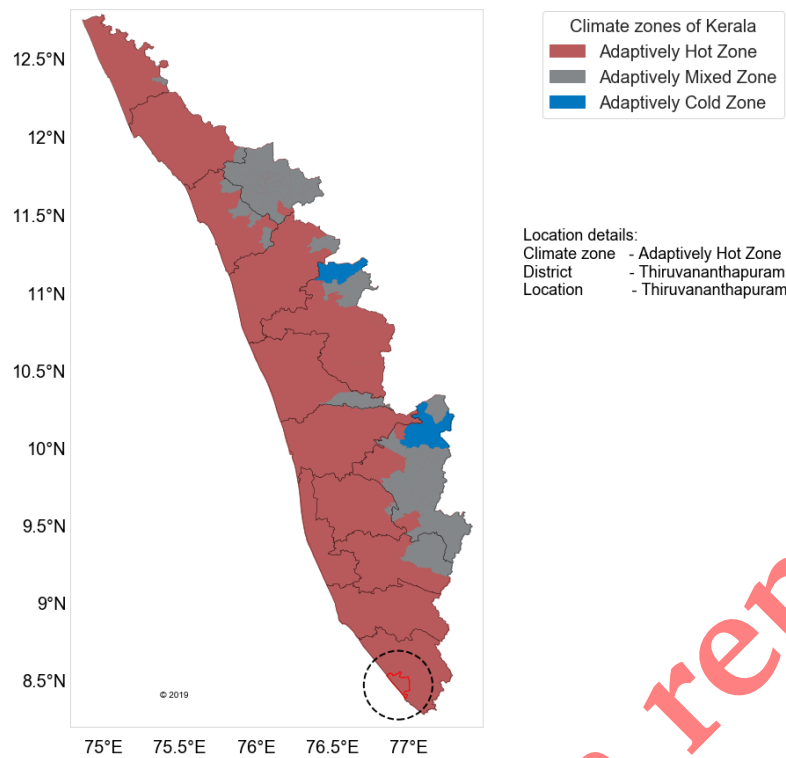 Climate zones of Kerala
Adaptively Hot Zone
Adaptively Mixed Zone
Adaptively Cold Zone
12.5°N
12°N
11.5°N
11°N
10.5°N
10°N
9.5°N
9°N
8.5°N
Location details:
Climate zone - Adaptively Hot Zone
District - Thiruvananthapuram
Location - Thiruvananthapuram
© 2019
75°E 75.5°E 76°E 76.5°E 77°E